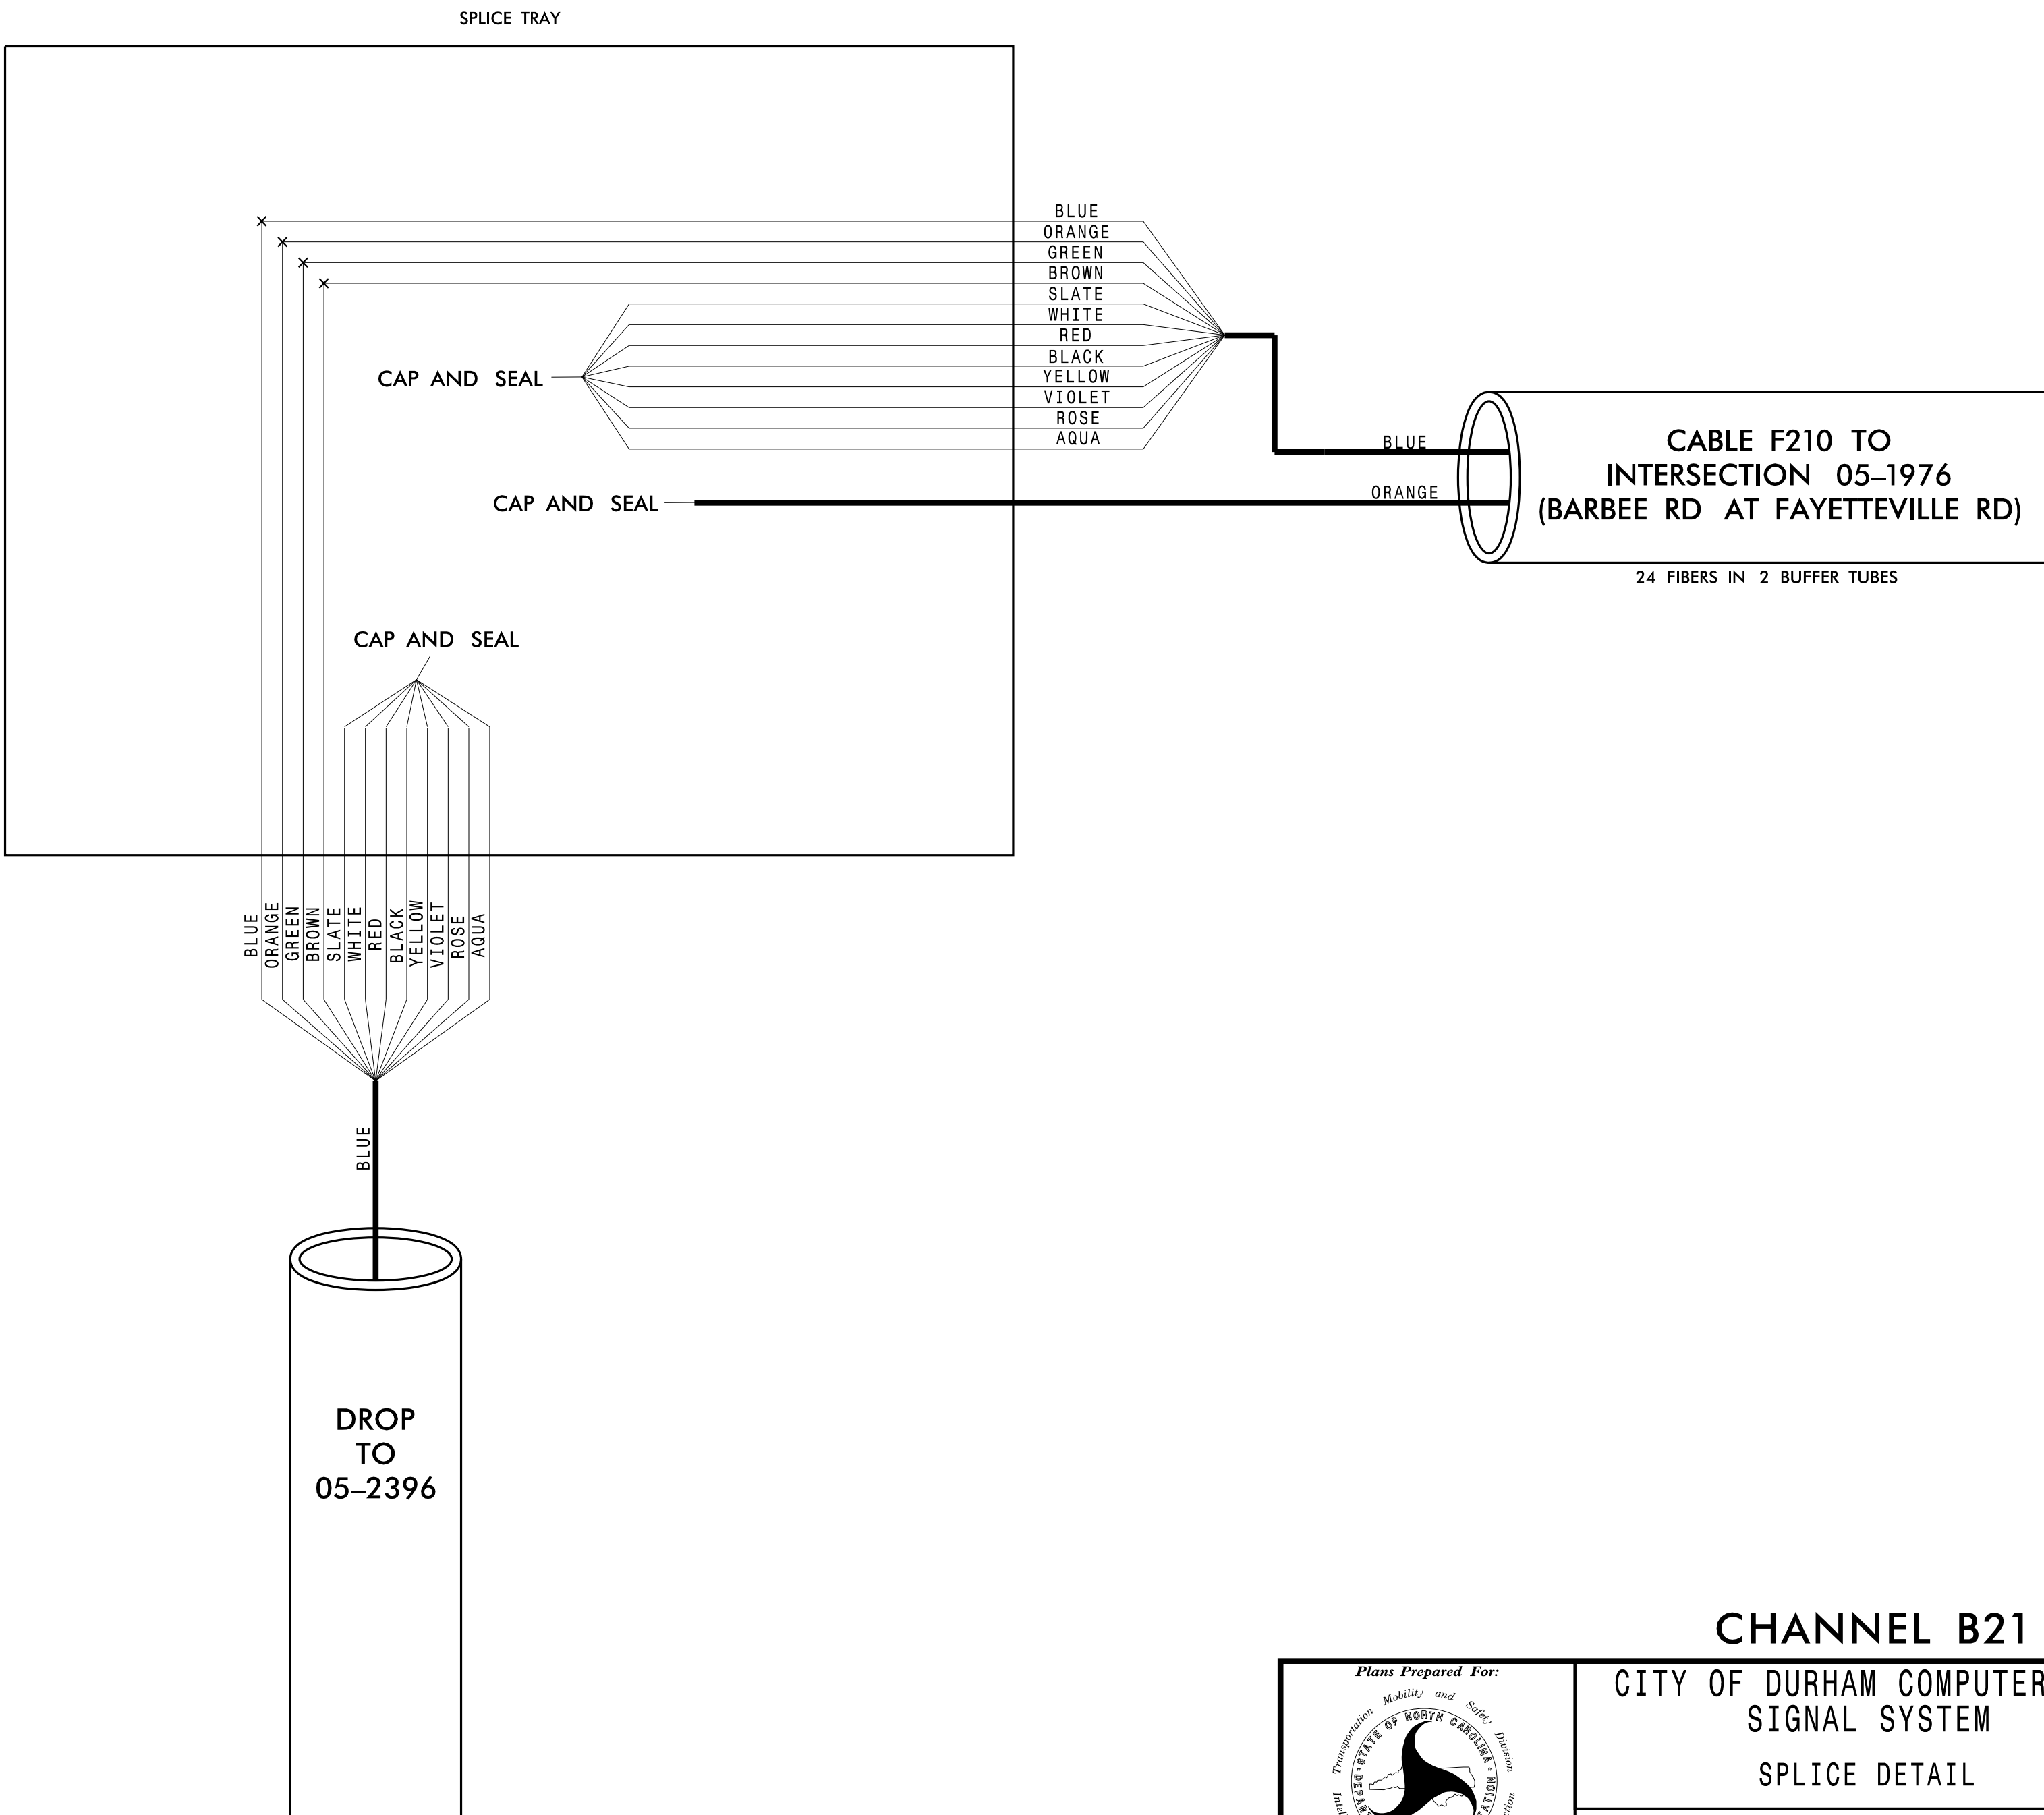 SPLICE TRAY
BLUE
ORANGE
GREEN
BROWN
SLATE
WHITE
RED
BLACK
YELLOW
VIOLET
ROSE
AQUA
CAP AND SEAL
BLUE
CAP AND SEAL
ORANGE
CABLE F210 TO
INTERSECTION 05–1976
(BARBEE RD AT FAYETTEVILLE RD)
24 FIBERS IN 2 BUFFER TUBES
CAP AND SEAL
BLUE
ORANGE
GREEN
BROWN
SLATE
WHITE
RED
BLACK
YELLOW
VIOLET
ROSE
AQUA
BLUE
DROP
TO
05–2396
CHANNEL B21
Plans Prepared For:
Transportation Mobility and Safety Division
STATE OF NORTH CAROLINA
CITY OF DURHAM COMPUTER
SIGNAL SYSTEM
SPLICE DETAIL